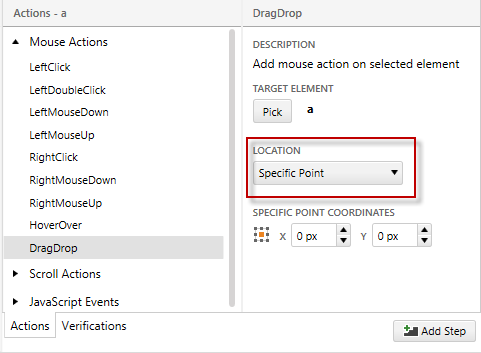 Actions - a
Mouse Actions
LeftClick
LeftDoubleClick
LeftMouseDown
LeftMouseUp
RightClick
RightMouseDown
RightMouseUp
HoverOver
DragDrop
Scroll Actions
JavaScript Events
Actions Verifications
DragDrop
DESCRIPTION
Add mouse action on selected element
TARGET ELEMENT
Pick a
LOCATION
Specific Point
SPECIFIC POINT COORDINATES
X 0 px Y 0 px
Add Step